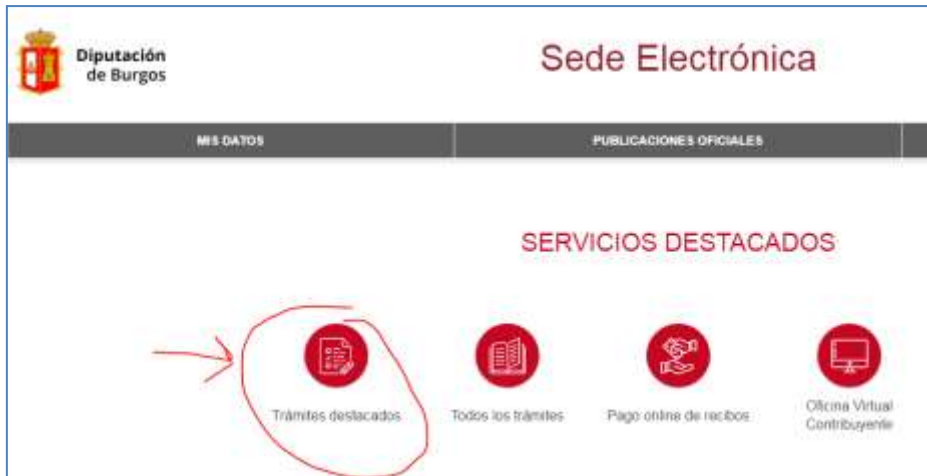 Diputación
de Burgos
Sede Electrónica
MIS DATOS
PUBLICACIONES OFICIALES
SERVICIOS DESTACADOS
Trámites destacados
Todos los trámites
Pago online de recibos
Oficina Virtual
Contribuyente